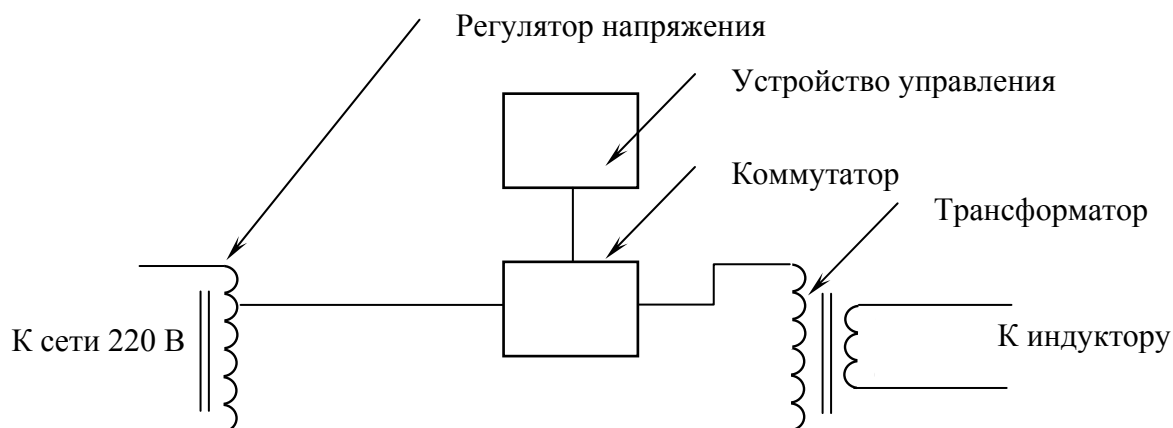 Регулятор напряжения
Устройство управления
Коммутатор
Трансформатор
К сети 220 В
К индуктору